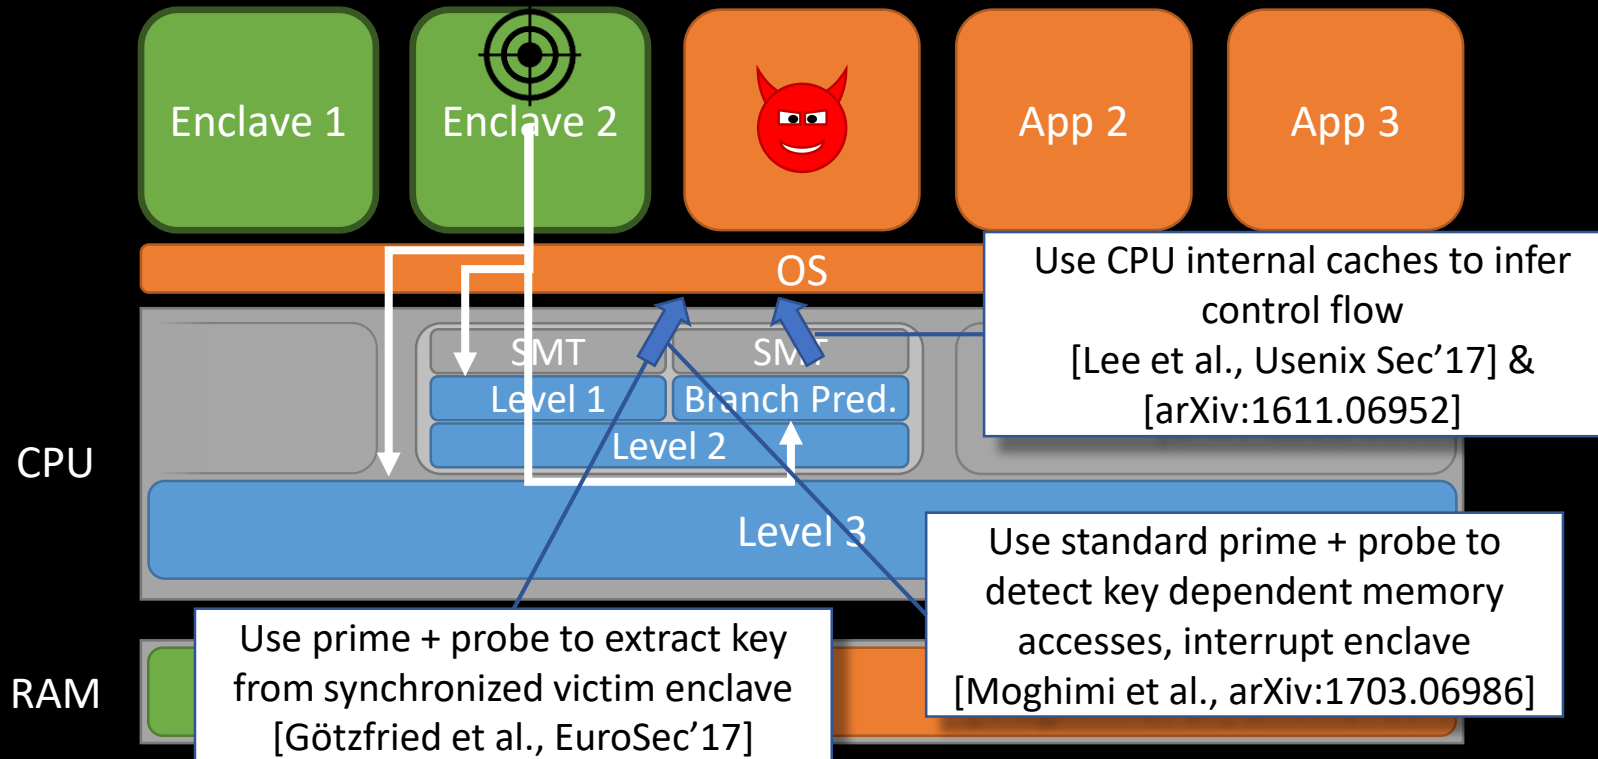 Enclave 1
Enclave 2
App 2
App 3
OS
Use CPU internal caches to infer
control flow
[Lee et al., Usenix Sec’17] &
[arXiv:1611.06952]
SMT
SMT
Level 1
Branch Pred.
Level 2
CPU
Level 3
Use standard prime + probe to
detect key dependent memory
accesses, interrupt enclave
[Moghimi et al., arXiv:1703.06986]
Use prime + probe to extract key
from synchronized victim enclave
[Götzfried et al., EuroSec’17]
RAM